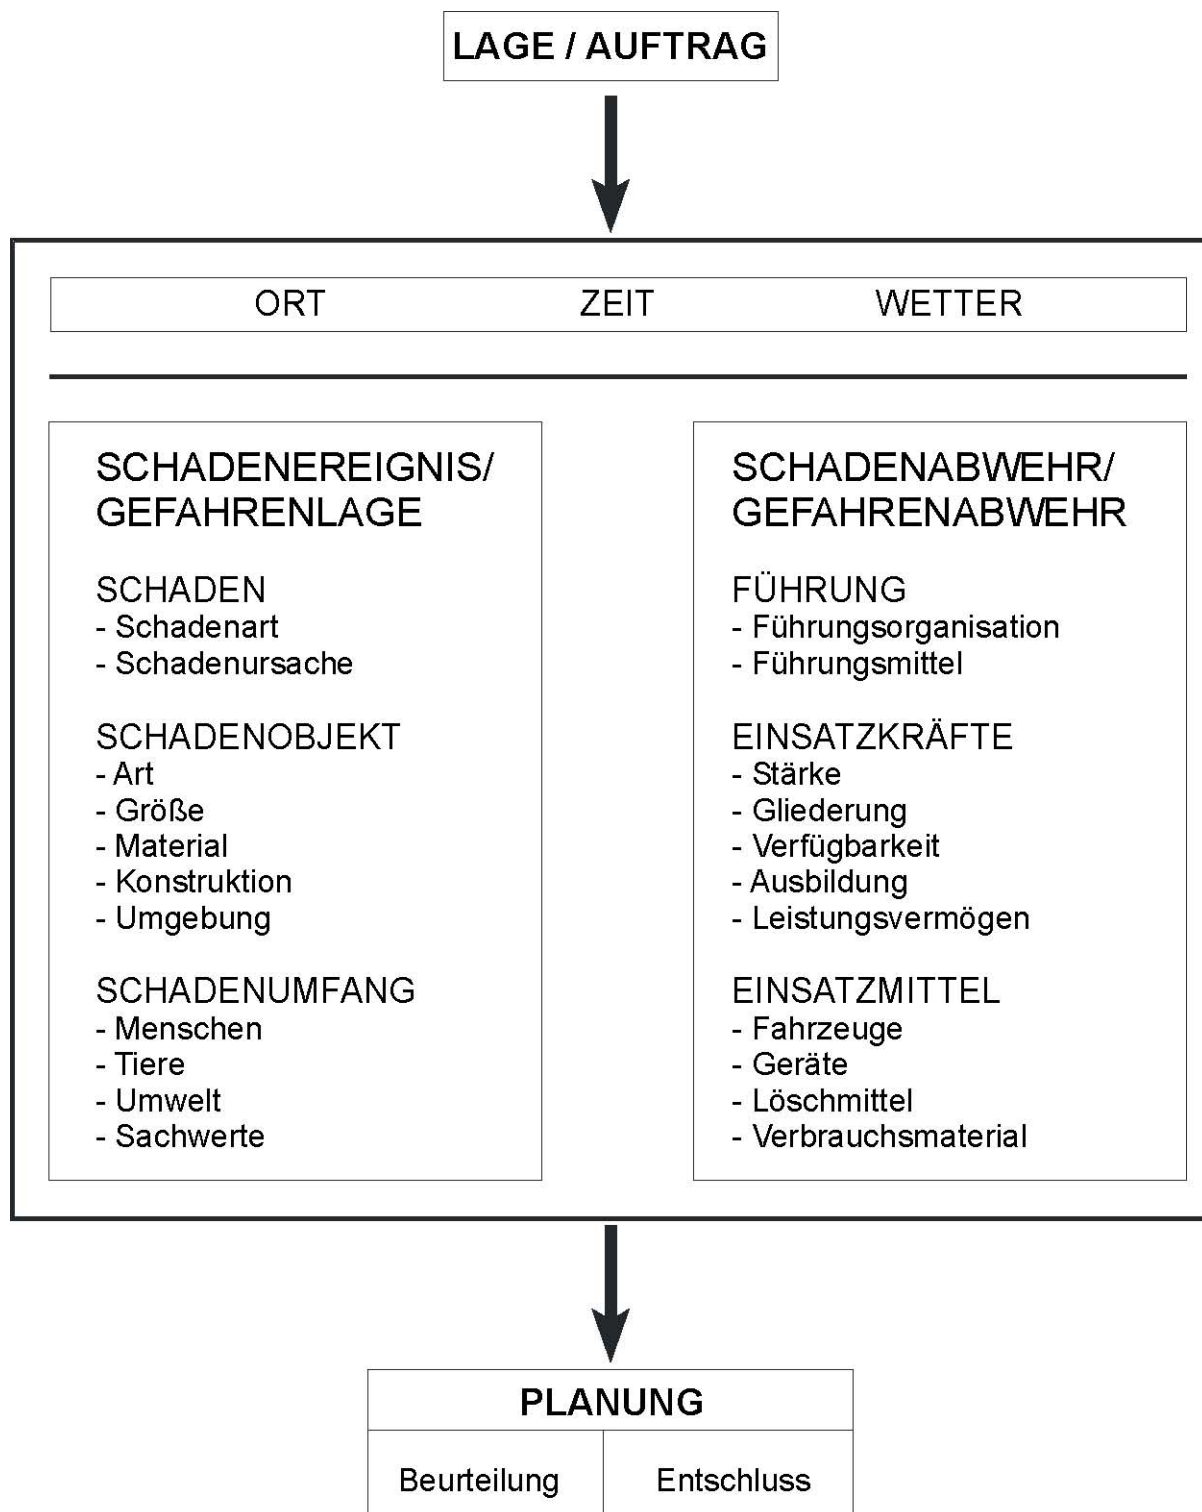 LAGE / AUFTRAG
ORT ZEIT WETTER
SCHADENEREIGNIS/
GEFAHRENLAGE
SCHADEN
- Schadenart
- Schadenursache
SCHADENOBJEKT
- Art
- Größe
- Material
- Konstruktion
- Umgebung
SCHADENUMFANG
- Menschen
- Tiere
- Umwelt
- Sachwerte
SCHADENABWEHR/
GEFAHRENABWEHR
FÜHRUNG
- Führungsorganisation
- Führungsmittel
EINSATZKRÄFTE
- Stärke
- Gliederung
- Verfügbarkeit
- Ausbildung
- Leistungsvermögen
EINSATZMITTEL
- Fahrzeuge
- Geräte
- Löschmittel
- Verbrauchsmaterial
PLANUNG
Beurteilung Entschluss